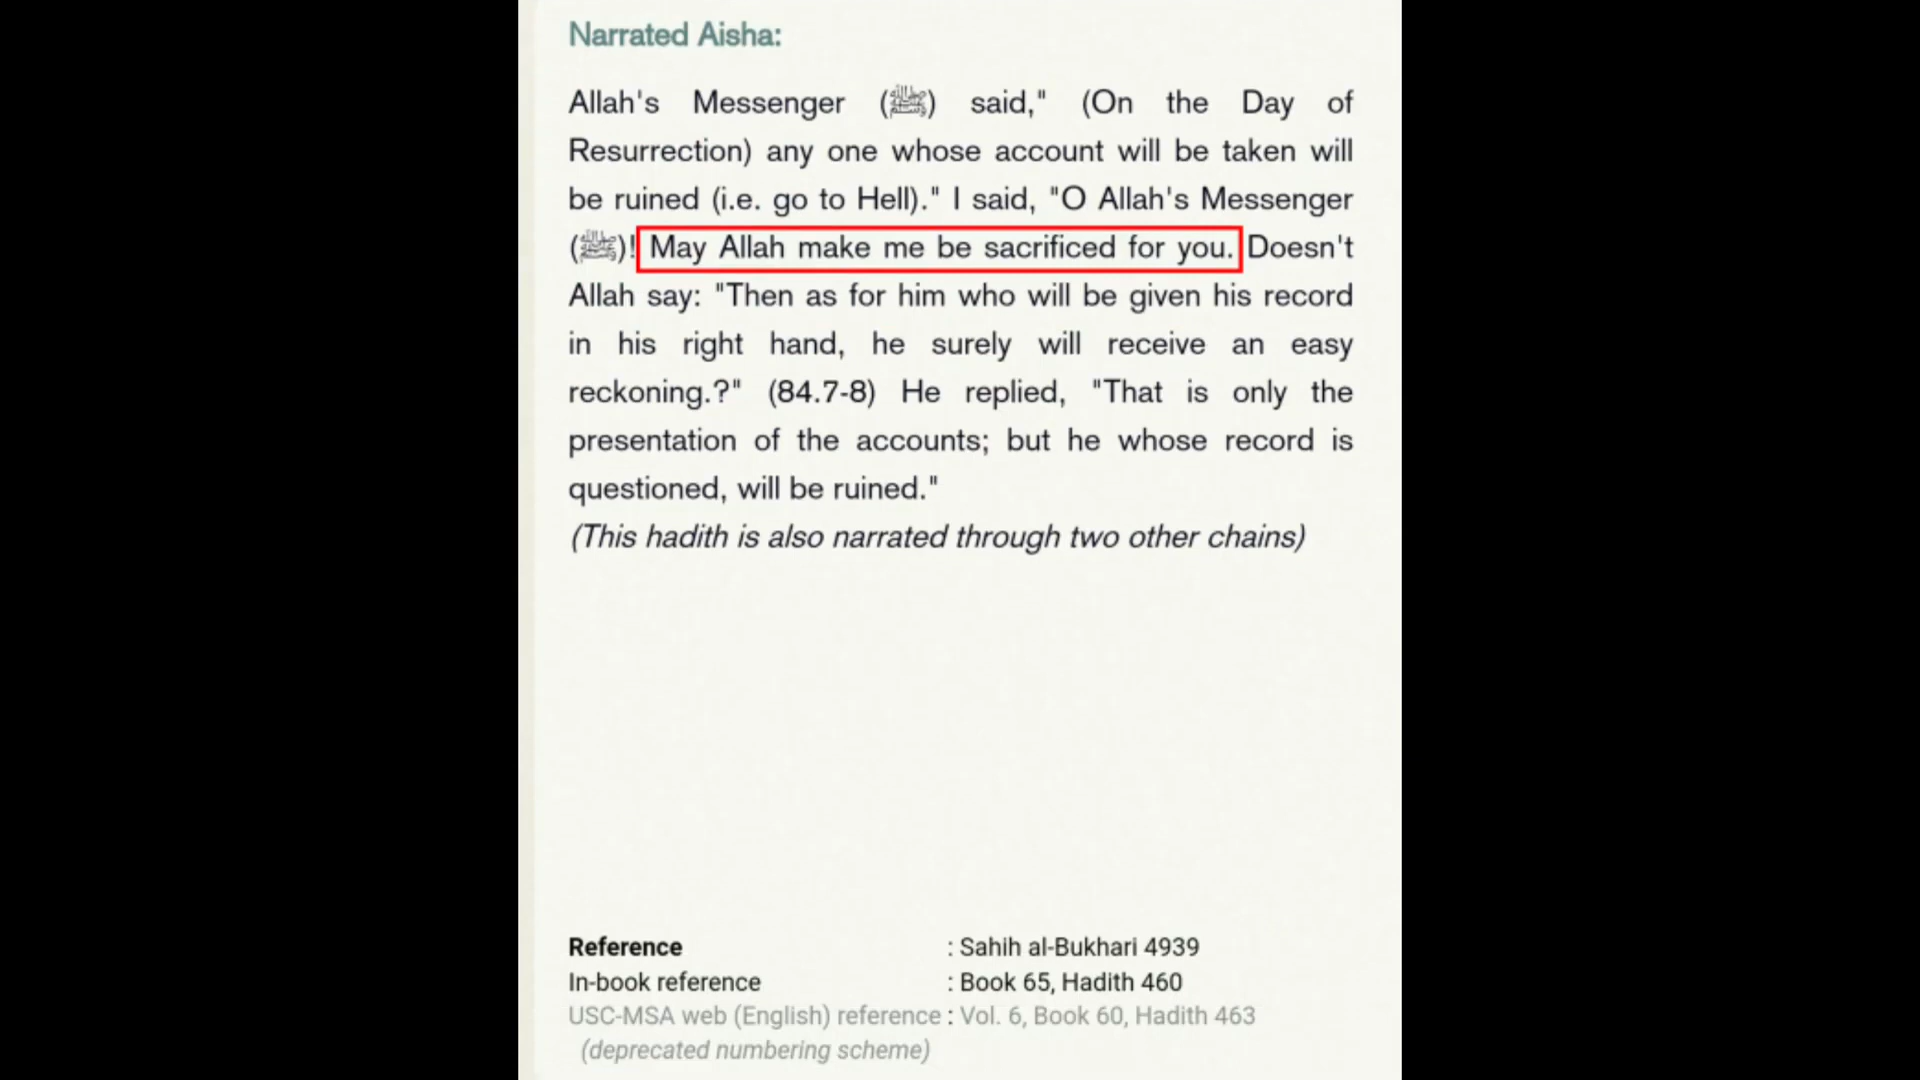 Narrated Aisha:
Allah's Messenger (ﷺ) said," (On the Day of
Resurrection) any one whose account will be taken will
be ruined (i.e. go to Hell)." I said, "O Allah's Messenger
(ﷺ)! May Allah make me be sacrificed for you. Doesn't
Allah say: "Then as for him who will be given his record
in his right hand, he surely will receive an easy
reckoning.?" (84.7-8) He replied, "That is only the
presentation of the accounts; but he whose record is
questioned, will be ruined."
(This hadith is also narrated through two other chains)
Reference : Sahih al-Bukhari 4939
In-book reference : Book 65, Hadith 460
USC-MSA web (English) reference : Vol. 6, Book 60, Hadith 463
(deprecated numbering scheme)